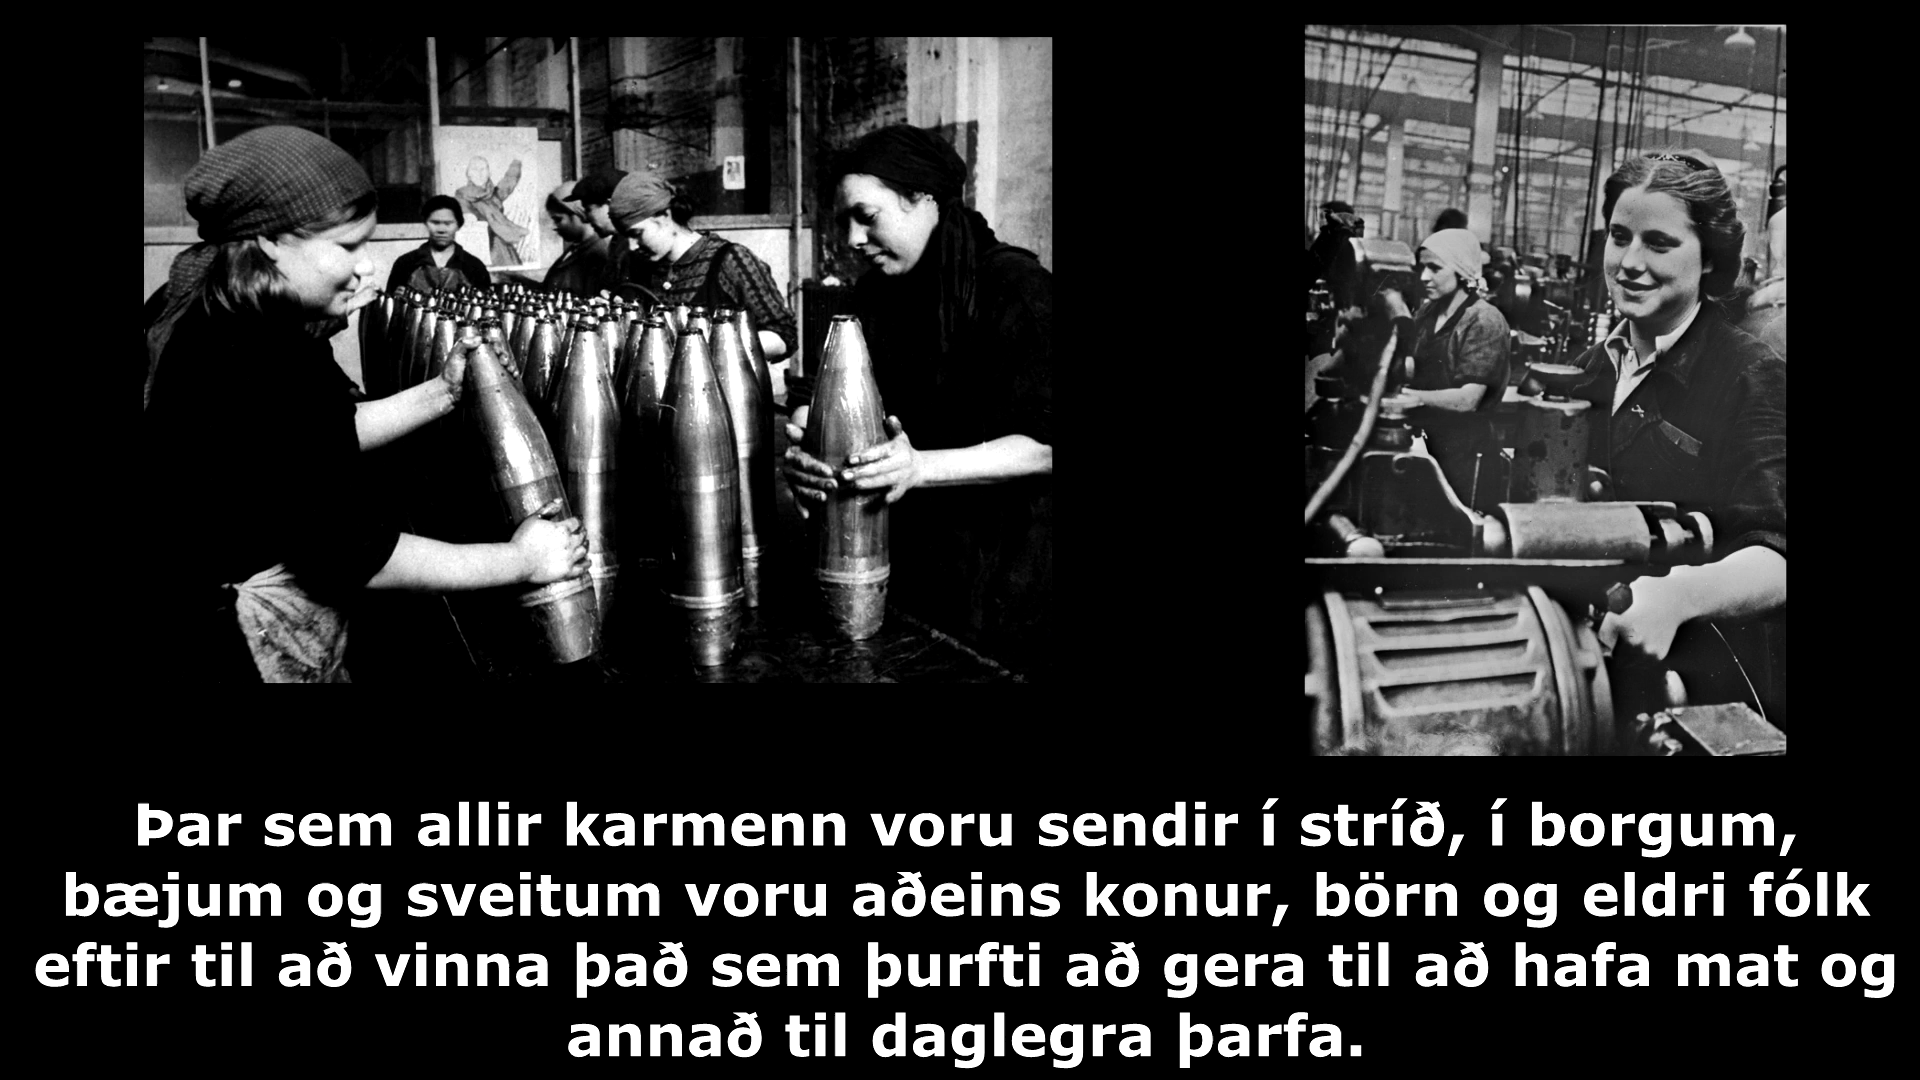 Þar sem allir karmenn voru sendir í stríð, í borgum,
bæjum og sveitum voru aðeins konur, börn og eldri fólk
eftir til að vinna það sem þurfti að gera til að hafa mat og
annað til daglegra þarfa.